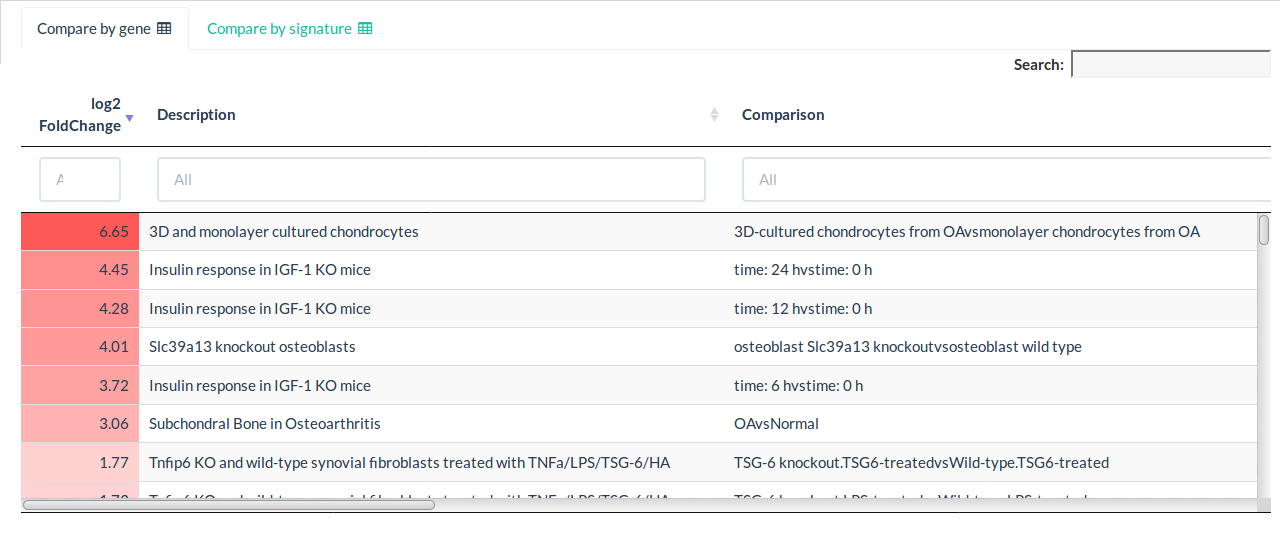 Compare by gene Compare by signature
Search:
log2
FoldChange Description Comparison
All All
6.65 3D and monolayer cultured chondrocytes 3D-cultured chondrocytes from OAvsmonolayer chondrocytes from OA
4.45 Insulin response in IGF-1 KO mice time: 24 hvstime: 0 h
4.28 Insulin response in IGF-1 KO mice time: 12 hvstime: 0 h
4.01 Slc39a13 knockout osteoblasts osteoblast Slc39a13 knockoutvsosteoblast wild type
3.72 Insulin response in IGF-1 KO mice time: 6 hvstime: 0 h
3.06 Subchondral Bone in Osteoarthritis OAvsNormal
1.77 Tnfip6 KO and wild-type synovial fibroblasts treated with TNFa/LPS/TSG-6/HA TSG-6 knockout.TSG6-treatedvsWild-type.TSG6-treated